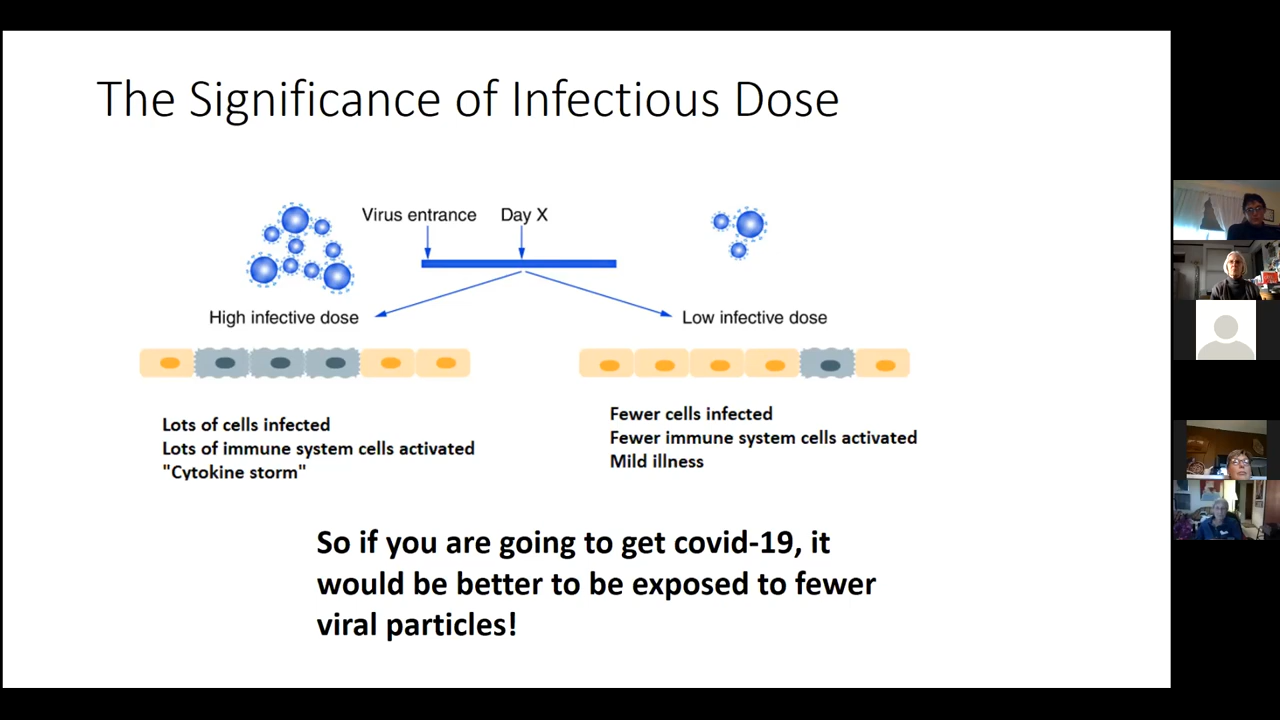 The Significance of Infectious Dose
Virus entrance
Day X
High infective dose
Low infective dose
Lots of cells infected
Lots of immune system cells activated
"Cytokine storm"
Fewer cells infected
Fewer immune system cells activated
Mild illness
So if you are going to get covid-19, it
would be better to be exposed to fewer
viral particles!